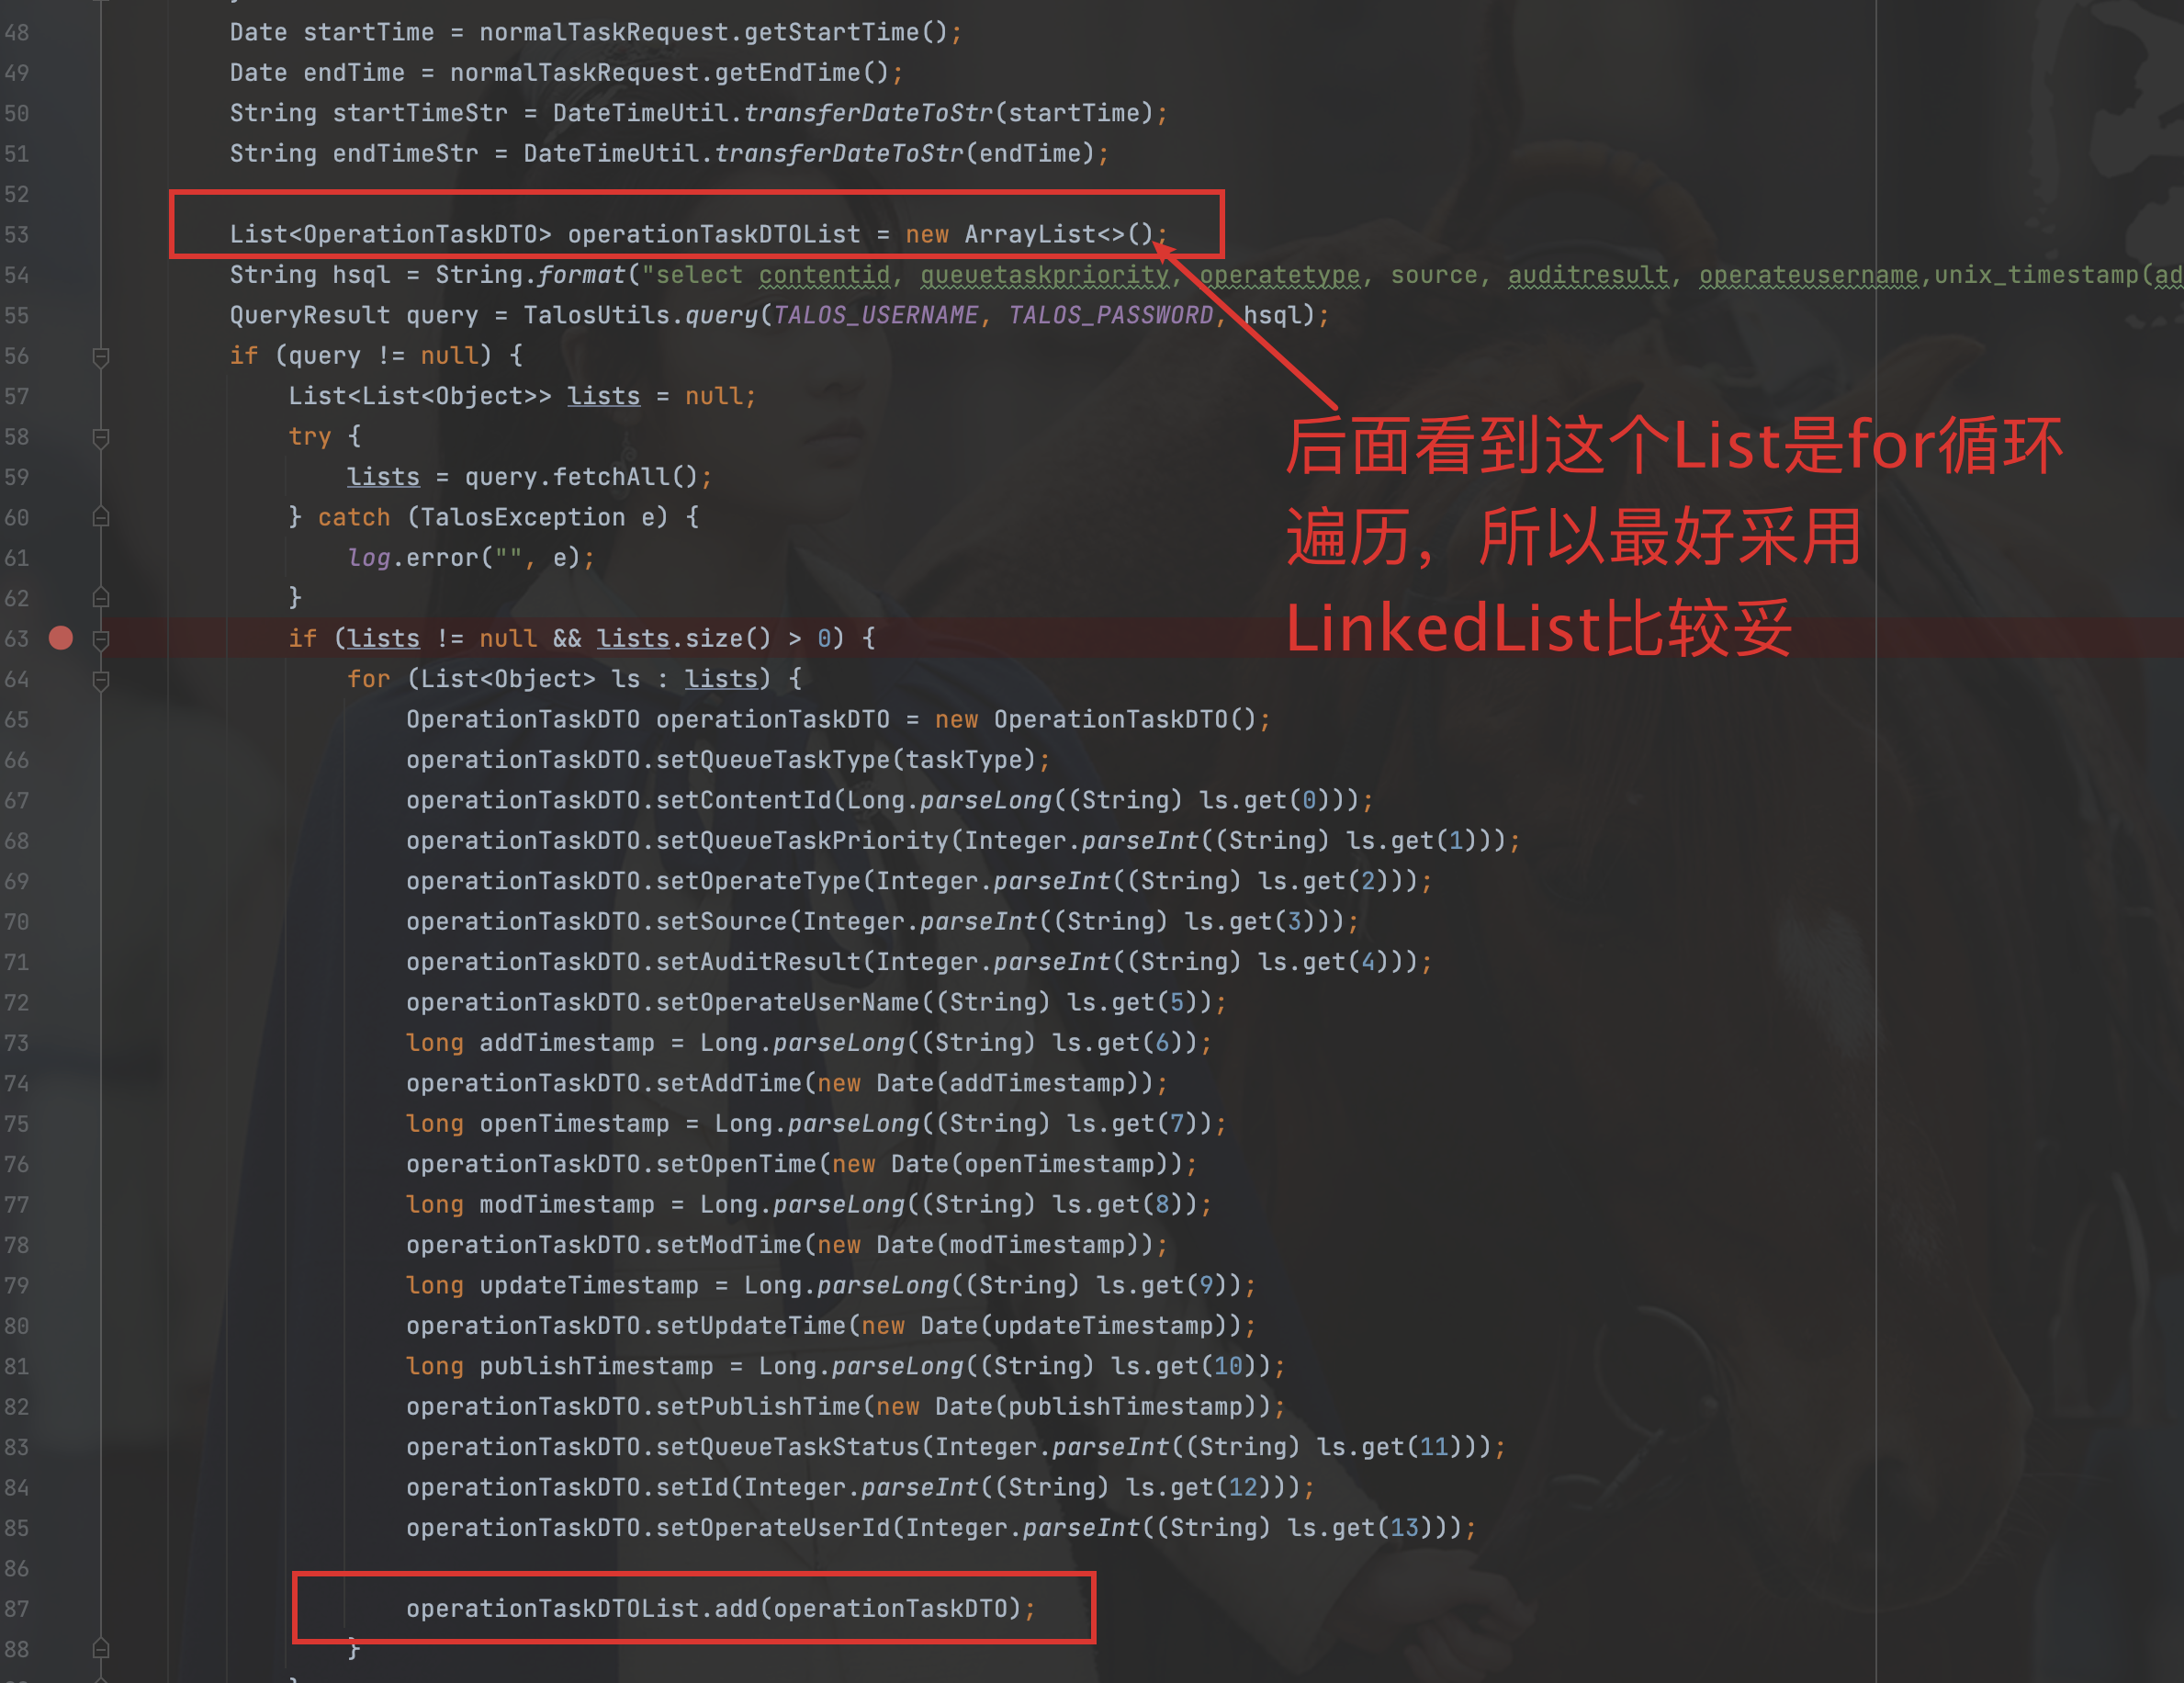 48 Date startTime = normalTaskRequest.getStartTime();
49 Date endTime = normalTaskRequest.getEndTime();
50 String startTimeStr = DateTimeUtil.transferDateToStr(startTime);
51 String endTimeStr = DateTimeUtil.transferDateToStr(endTime);
52
53 List<OperationTaskDTO> operationTaskDTOList = new ArrayList<>();
54 String hsql = String.format("select contentid, queuetaskpriority, operatetype, source, auditresult, operateusername,unix_timestamp(ad
55 QueryResult query = TalosUtils.query(TALOS_USERNAME, TALOS_PASSWORD, hsql);
56 if (query != null) {
57 List<List<Object>> lists = null;
后面看到这个List是for循环
58 try {
59 lists = query.fetchAll();
60 } catch (TalosException e) {
遍历，所以最好采用
61 log.error("", e);
62 }
LinkedList比较妥
63 if (lists != null && lists.size() > 0) {
64 for (List<Object> ls : lists) {
65 OperationTaskDTO operationTaskDTO = new OperationTaskDTO();
66 operationTaskDTO.setQueueTaskType(taskType);
67 operationTaskDTO.setContentId(Long.parseLong((String) ls.get(0)));
68 operationTaskDTO.setQueueTaskPriority(Integer.parseInt((String) ls.get(1)));
69 operationTaskDTO.setOperateType(Integer.parseInt((String) ls.get(2)));
70 operationTaskDTO.setSource(Integer.parseInt((String) ls.get(3)));
71 operationTaskDTO.setAuditResult(Integer.parseInt((String) ls.get(4)));
72 operationTaskDTO.setOperateUserName((String) ls.get(5));
73 long addTimestamp = Long.parseLong((String) ls.get(6));
74 operationTaskDTO.setAddTime(new Date(addTimestamp));
75 long openTimestamp = Long.parseLong((String) ls.get(7));
76 operationTaskDTO.setOpenTime(new Date(openTimestamp));
77 long modTimestamp = Long.parseLong((String) ls.get(8));
78 operationTaskDTO.setModTime(new Date(modTimestamp));
79 long updateTimestamp = Long.parseLong((String) ls.get(9));
80 operationTaskDTO.setUpdateTime(new Date(updateTimestamp));
81 long publishTimestamp = Long.parseLong((String) ls.get(10));
82 operationTaskDTO.setPublishTime(new Date(publishTimestamp));
83 operationTaskDTO.setQueueTaskStatus(Integer.parseInt((String) ls.get(11)));
84 operationTaskDTO.setId(Integer.parseInt((String) ls.get(12)));
85 operationTaskDTO.setOperateUserId(Integer.parseInt((String) ls.get(13)));
86
87 operationTaskDTOList.add(operationTaskDTO);
88 }